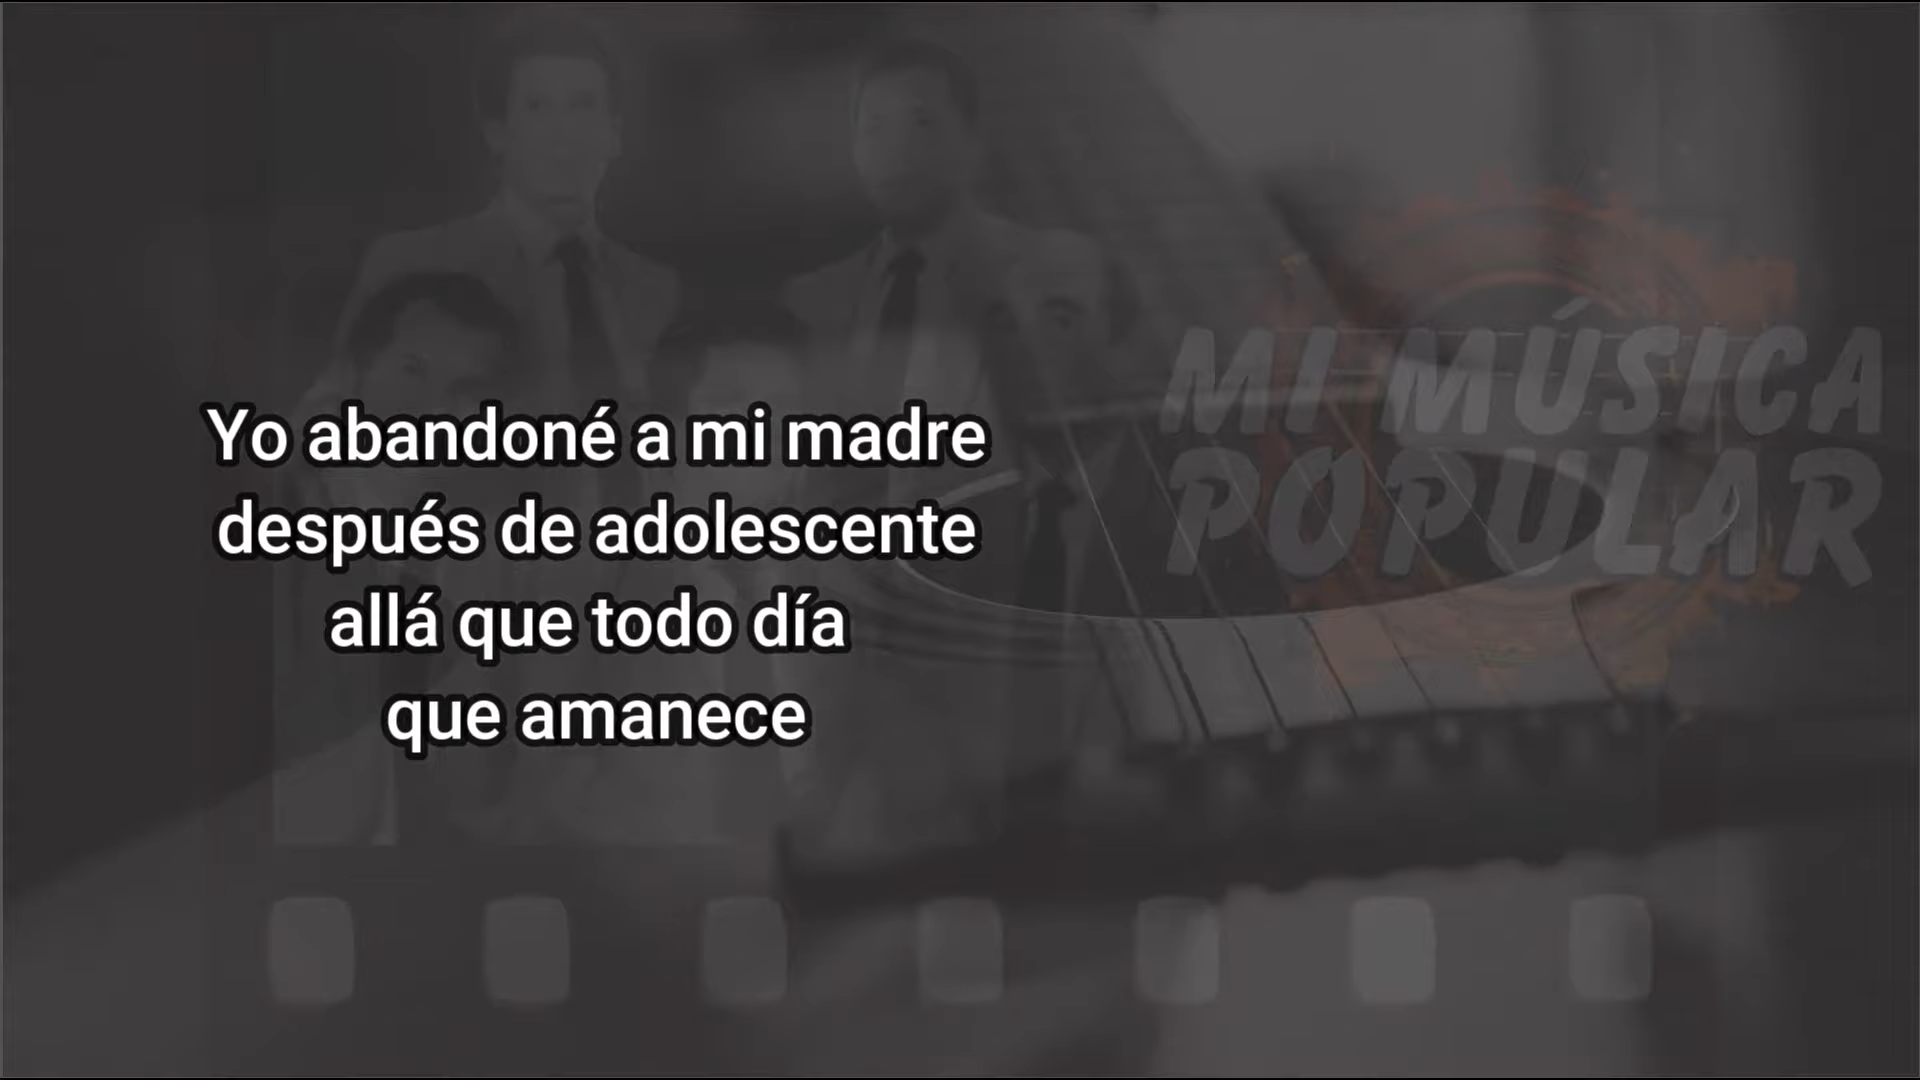 Yo abandoné a mi madre
después de adolescente
allá que todo día
que amanece
MI MÚSICA
POPULAR